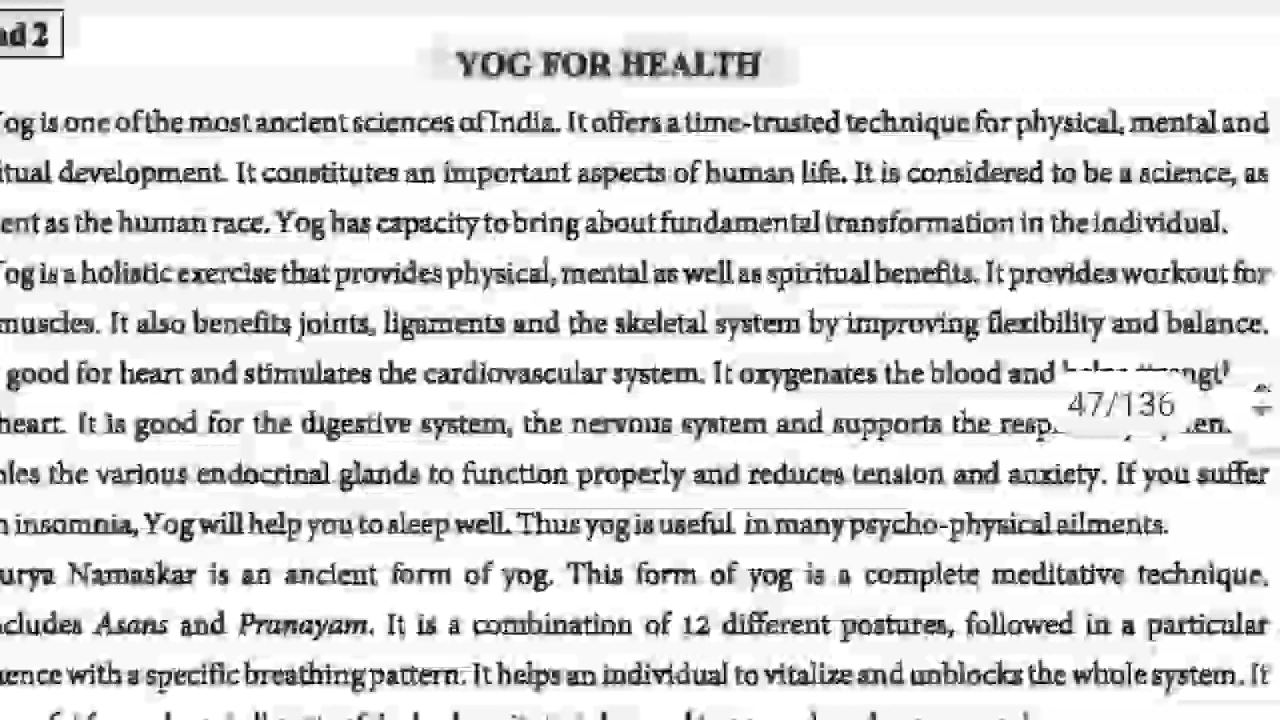 nd 2
YOG FOR HEALTH
Yog is one of the most ancient sciences of India. It offers a time-trusted technique for physical, mental and
itual development. It constitutes an important aspects of human life. It is considered to be a science, as
ent as the human race. Yog has capacity to bring about fundamental transformation in the individual.
Yog is a holistic exercise that provides physical, mental as well as spiritual benefits. It provides workout for
muscles. It also benefits joints, ligaments and the skeletal system by improving flexibility and balance.
good for heart and stimulates the cardiovascular system. It oxygenates the blood and
47/136
heart. It is good for the digestive system, the nervous system and supports the
bles the various endocrinal glands to function properly and reduces tension and anxiety. If you suffer
insomnia, Yog will help you to sleep well. Thus yog is useful in many psycho-physical ailments.
urya Namaskar is an ancient form of yog. This form of yog is a complete meditative technique.
cludes Asans and Pranayam. It is a combination of 12 different postures, followed in a particular
uence with a specific breathing pattern. It helps an individual to vitalize and unblocks the whole system. It